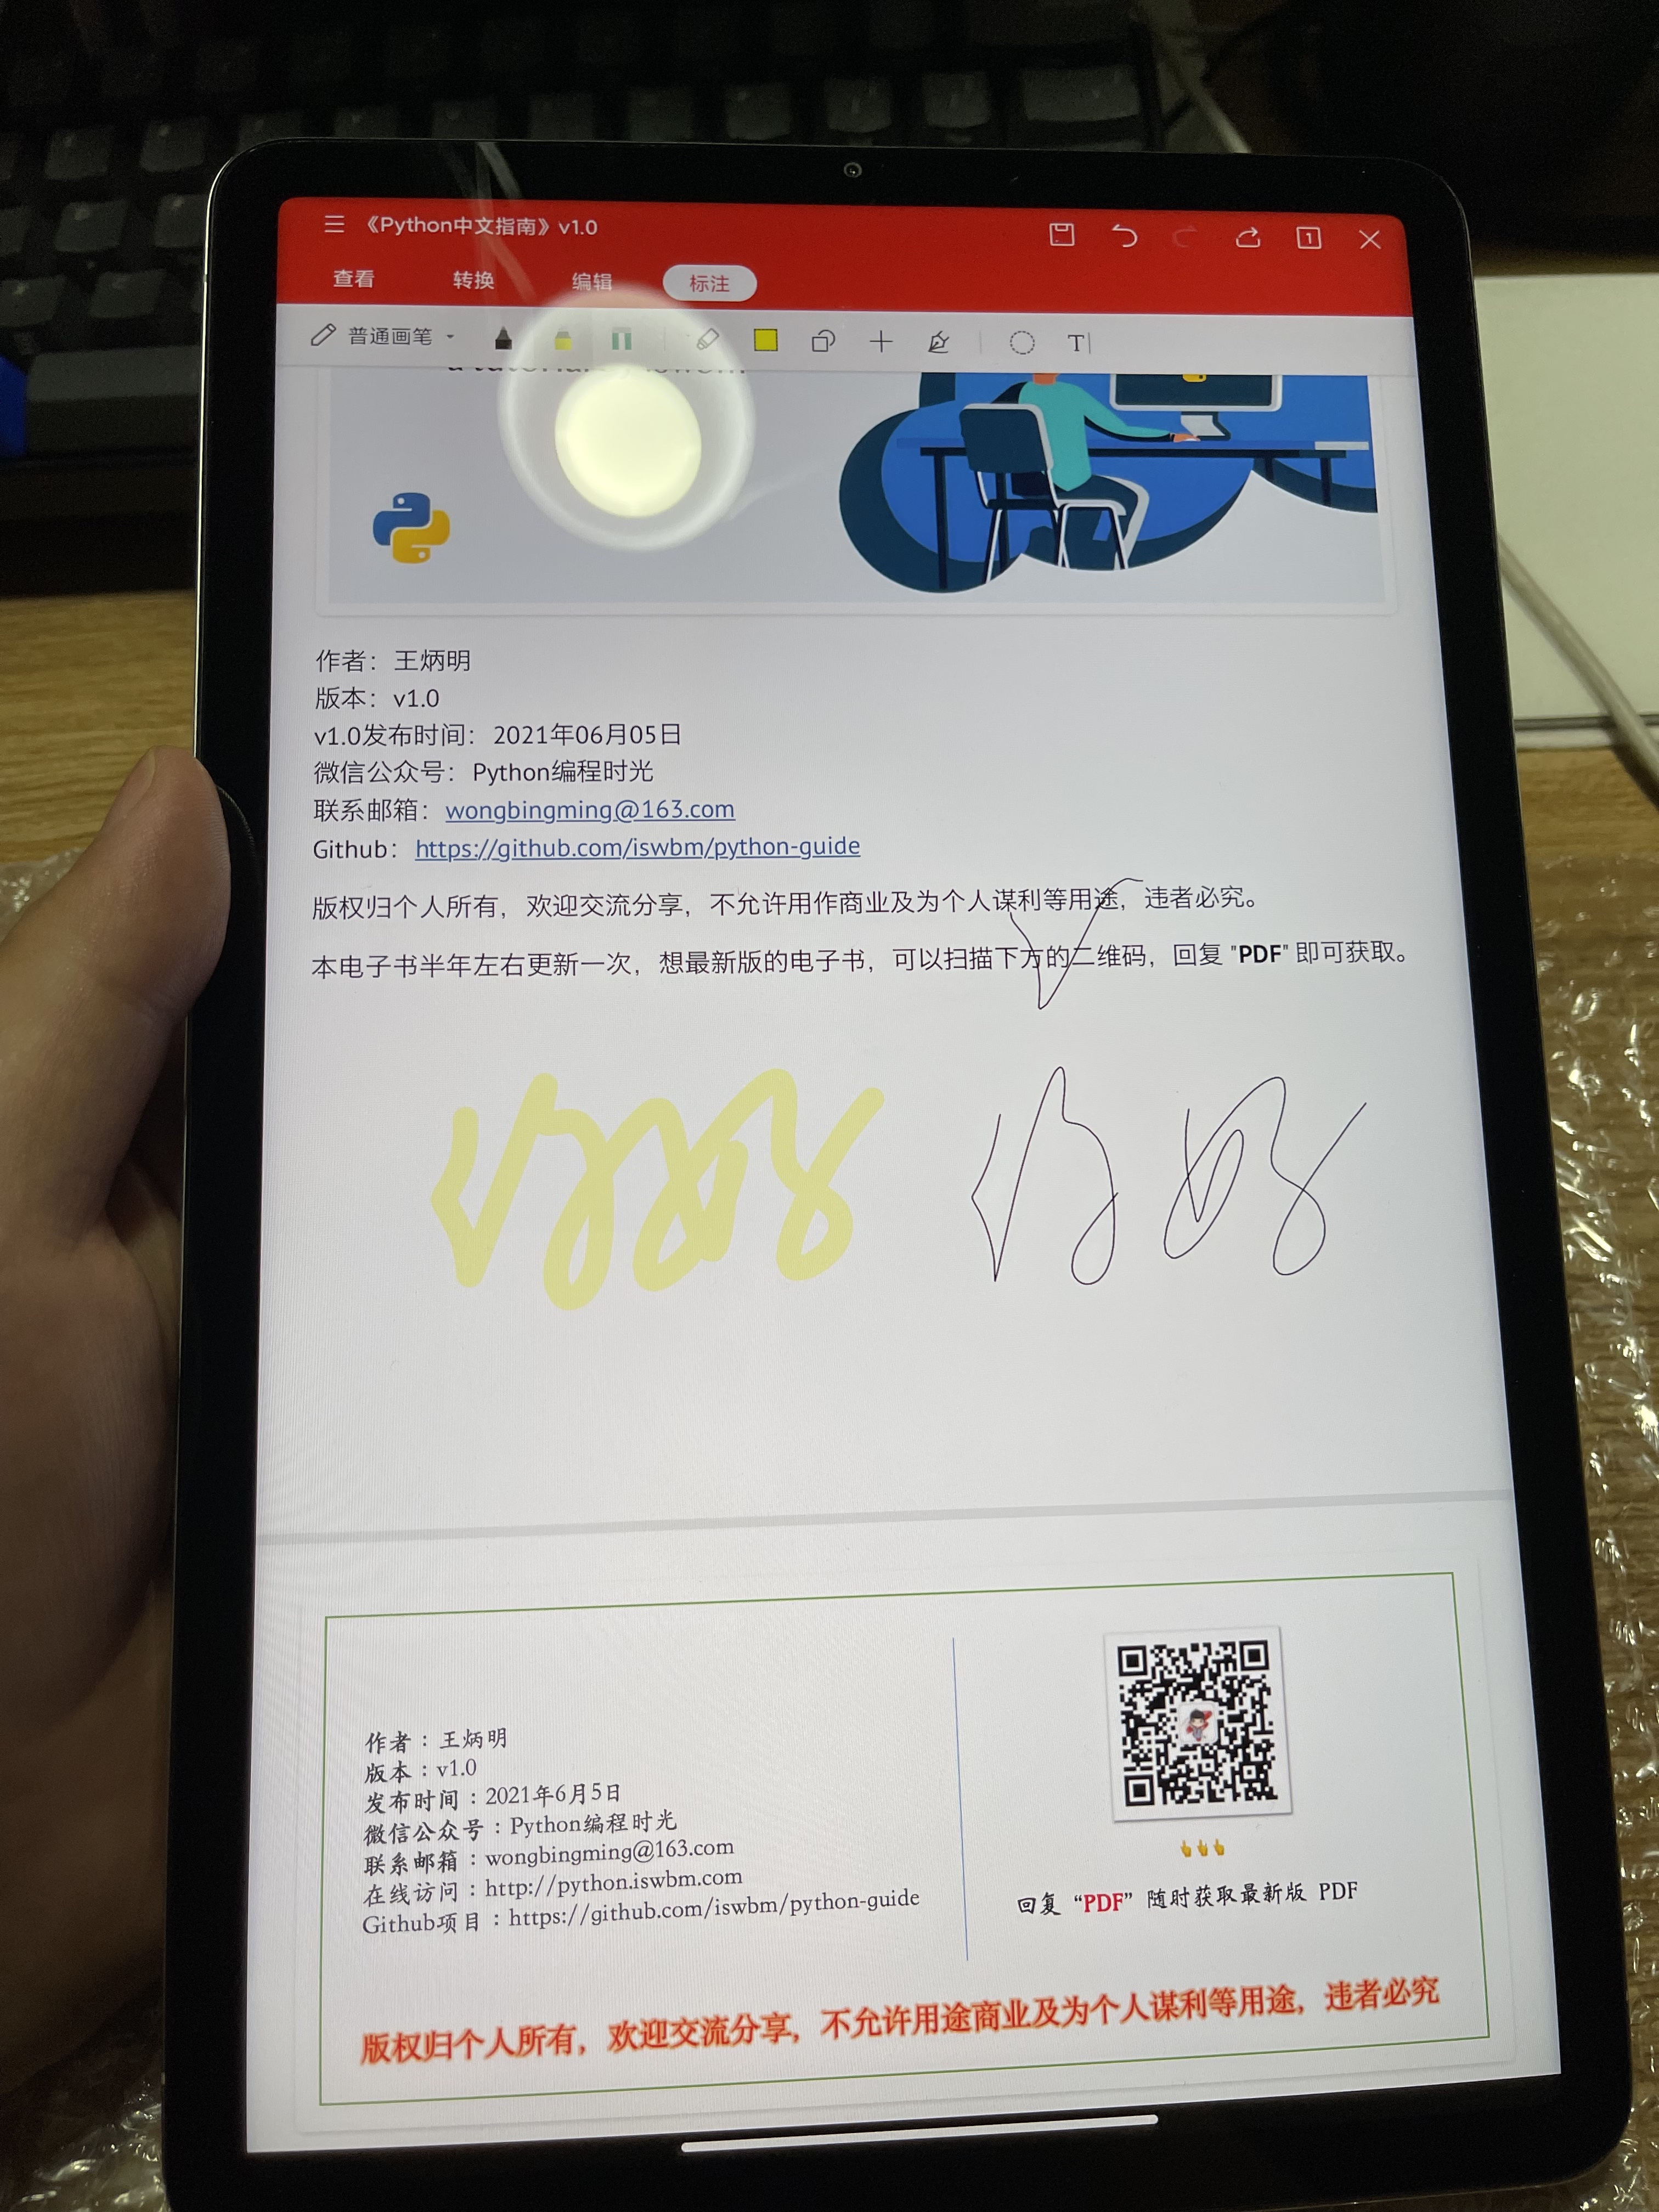 《Python中文指南》v1.0
查看 转换 编辑 标注
普通画笔 T
作者：王炳明
版本：v1.0
v1.0发布时间：2021年06月05日
微信公众号：Python编程时光
联系邮箱：wongbingming@163.com
Github：https://github.com/iswbm/python-guide
版权归个人所有，欢迎交流分享，不允许用作商业及为个人谋利等用途，违者必究。
本电子书半年左右更新一次，想最新版的电子书，可以扫描下方的二维码，回复 "PDF" 即可获取。
你好
作者：王炳明
版本：v1.0
发布时间：2021年6月5日
微信公众号：Python编程时光
联系邮箱：wongbingming@163.com
在线访问：http://python.iswbm.com
Github项目：https://github.com/iswbm/python-guide
回复 “PDF” 随时获取最新版 PDF
版权归个人所有，欢迎交流分享，不允许用途商业及为个人谋利等用途，违者必究